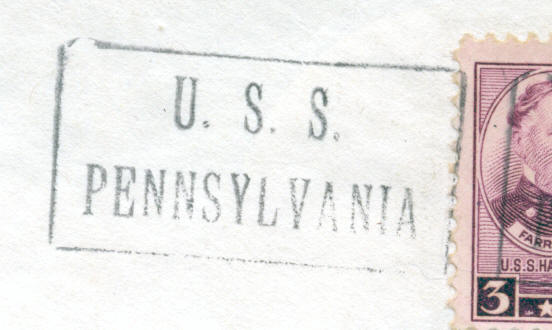 U. S. S.
PENNSYLVANIA
FARR
U.S.S.HA
3